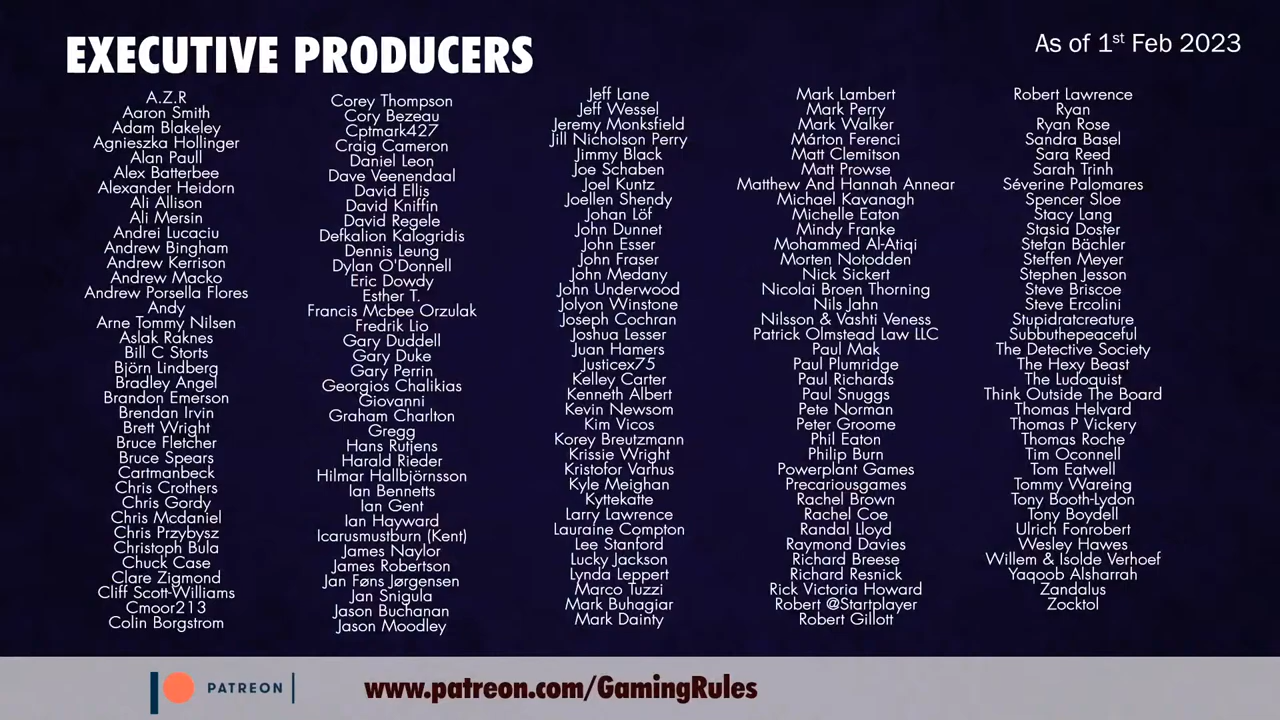 EXECUTIVE PRODUCERS
As of 1st Feb 2023
A.Z.R
Aaron Smith
Adam Blakeley
Agnieszka Hollinger
Alan Paull
Alex Batterbee
Alexander Heidorn
Ali Allison
Ali Mersin
Andrei Lucaciu
Andrew Bingham
Andrew Kerrison
Andrew Macko
Andrew Porsella Flores
Andy
Arne Tommy Nilsen
Aslak Raknes
Bill C Storts
Björn Lindberg
Bradley Angel
Brandon Emerson
Brendan Irvin
Brett Wright
Bruce Fletcher
Bruce Spears
Cartmanbeck
Chris Crothers
Chris Gordy
Chris Mcdaniel
Chris Przybysz
Christoph Bula
Chuck Case
Clare Zigmond
Cliff Scott-Williams
Cmoor213
Colin Borgstrom
Corey Thompson
Cory Bezeau
Cptmark427
Craig Cameron
Daniel Leon
Dave Veenendaal
David Ellis
David Kniffin
David Regele
Defkalion Kalogridis
Dennis Leung
Dylan O'Donnell
Eric Dowdy
Esther T.
Francis Mcbee Orzulak
Fredrik Lio
Gary Duddell
Gary Duke
Gary Perrin
Georgios Chalikias
Giovanni
Graham Charlton
Gregg
Hans Rutjens
Harald Rieder
Hilmar Hallbjörnsson
Ian Bennetts
Ian Gent
Ian Hayward
Icarusmustburn (Kent)
James Naylor
James Robertson
Jan Føns Jørgensen
Jan Snigula
Jason Buchanan
Jason Moodley
Jeff Lane
Jeff Wessel
Jeremy Monksfield
Jill Nicholson Perry
Jimmy Black
Joe Schaben
Joel Kuntz
Joellen Shendy
Johan Löf
John Dunnet
John Esser
John Fraser
John Medany
John Underwood
Jolyon Winstone
Joseph Cochran
Joshua Lesser
Juan Hamers
Justicex75
Kelley Carter
Kenneth Albert
Kevin Newsom
Kim Vicos
Korey Breutzmann
Krissie Wright
Kristofor Varhus
Kyle Meighan
Kyttekatte
Larry Lawrence
Lauraine Compton
Lee Stanford
Lucky Jackson
Lynda Leppert
Marco Tuzzi
Mark Buhagiar
Mark Dainty
Mark Lambert
Mark Perry
Mark Walker
Márton Ferenci
Matt Clemitson
Matt Prowse
Matthew And Hannah Annear
Michael Kavanagh
Michelle Eaton
Mindy Franke
Mohammed Al-Atiqi
Morten Notodden
Nick Sickert
Nicolai Broen Thorning
Nils Jahn
Nilsson & Vashti Veness
Patrick Olmstead Law LLC
Paul Mak
Paul Plumridge
Paul Richards
Paul Snuggs
Pete Norman
Peter Groome
Phil Eaton
Philip Burn
Powerplant Games
Precariousgames
Rachel Brown
Rachel Coe
Randal Lloyd
Raymond Davies
Richard Breese
Richard Resnick
Rick Victoria Howard
Robert @Startplayer
Robert Gillott
Robert Lawrence
Ryan
Ryan Rose
Sandra Basel
Sara Reed
Sarah Trinh
Séverine Palomares
Spencer Sloe
Stacy Lang
Stasia Doster
Stefan Bächler
Steffen Meyer
Stephen Jesson
Steve Briscoe
Steve Ercolini
Stupidratcreature
Subbuthepeaceful
The Detective Society
The Hexy Beast
The Ludoquist
Think Outside The Board
Thomas Helvard
Thomas P Vickery
Thomas Roche
Tim Oconnell
Tom Eatwell
Tommy Wareing
Tony Booth-Lydon
Tony Boydell
Ulrich Fonrobert
Wesley Hawes
Willem & Isolde Verhoef
Yaqoob Alsharrah
Zandalus
Zocktol
PATREON
www.patreon.com/GamingRules